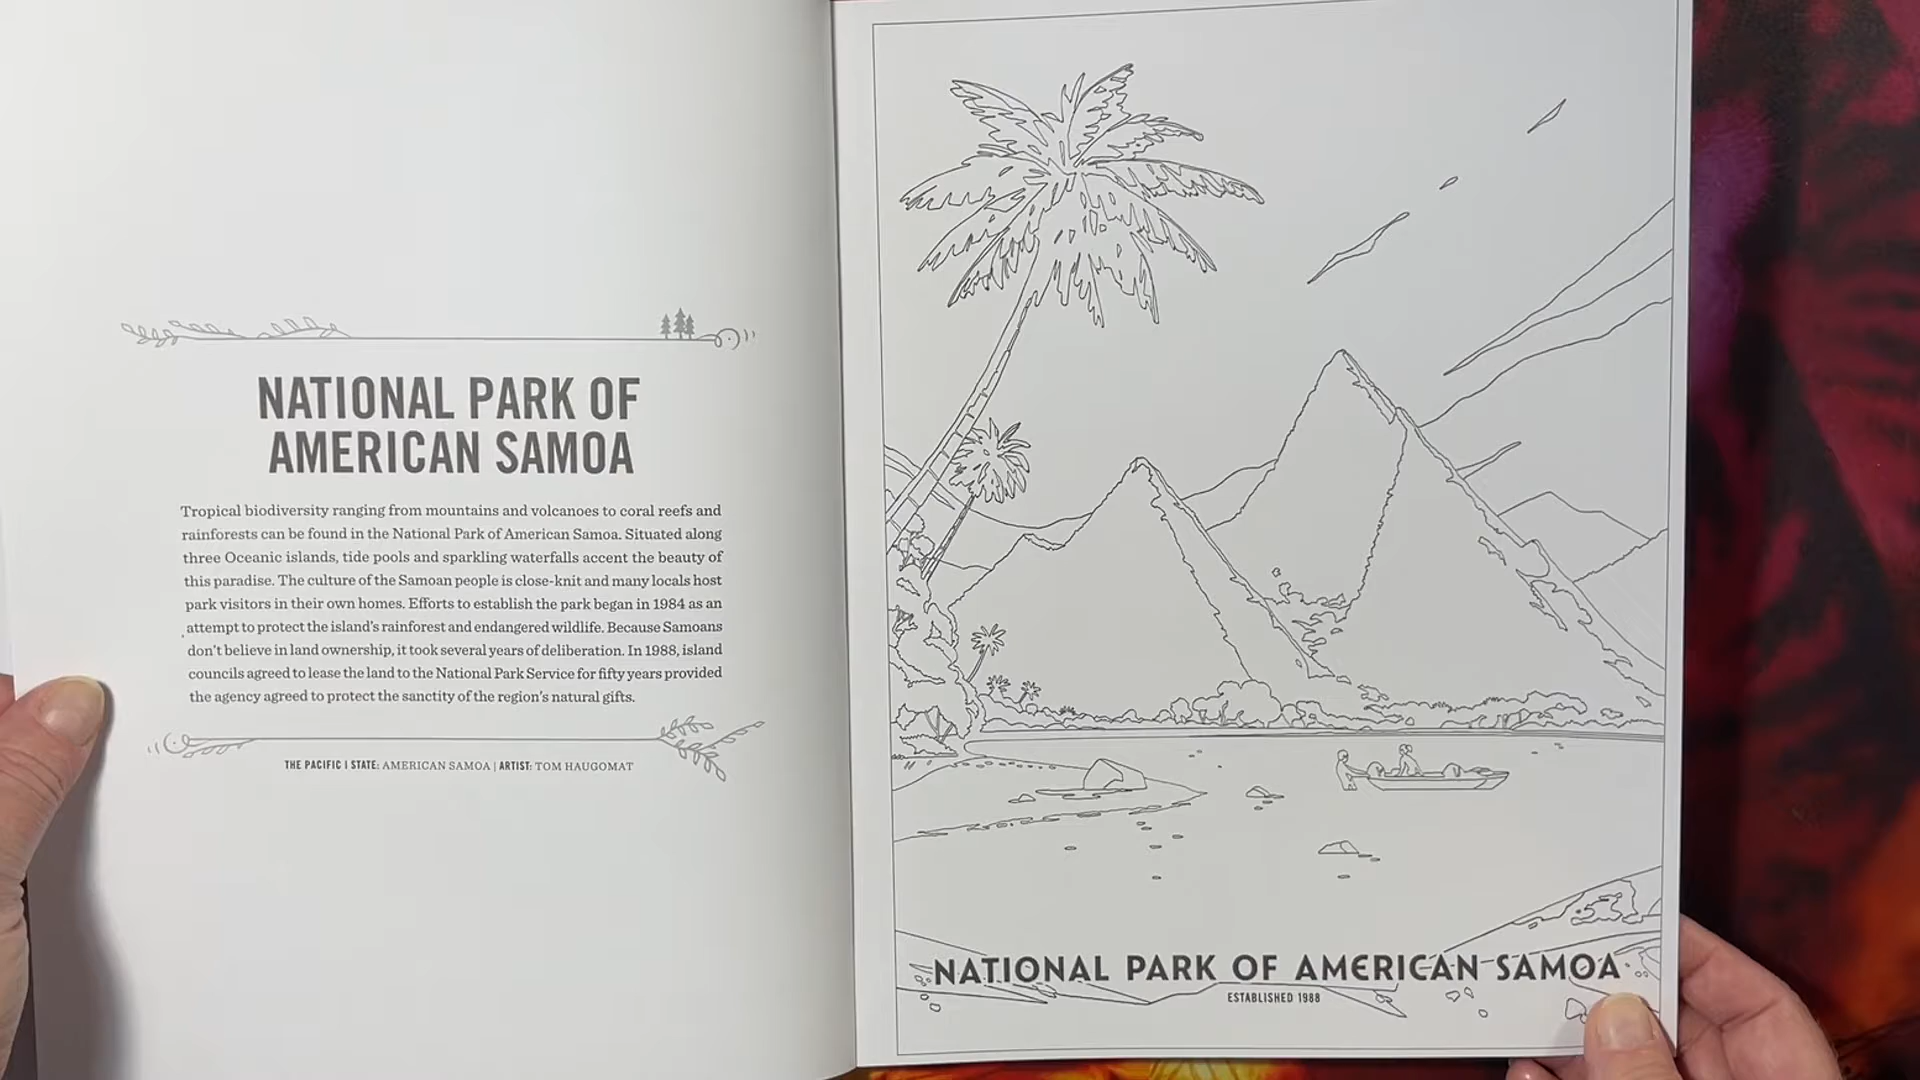 NATIONAL PARK OF
AMERICAN SAMOA
Tropical biodiversity ranging from mountains and volcanoes to coral reefs and
rainforests can be found in the National Park of American Samoa. Situated along
three Oceanic islands, tide pools and sparkling waterfalls accent the beauty of
this paradise. The culture of the Samoan people is close-knit and many locals host
park visitors in their own homes. Efforts to establish the park began in 1984 as an
attempt to protect the island's rainforest and endangered wildlife. Because Samoans
don't believe in land ownership, it took several years of deliberation. In 1988, island
councils agreed to lease the land to the National Park Service for fifty years provided
the agency agreed to protect the sanctity of the region's natural gifts.
THE PACIFIC | STATE: AMERICAN SAMOA | ARTIST: TOM HAUGOMAT
NATIONAL PARK OF AMERICAN SAMOA
ESTABLISHED 1988